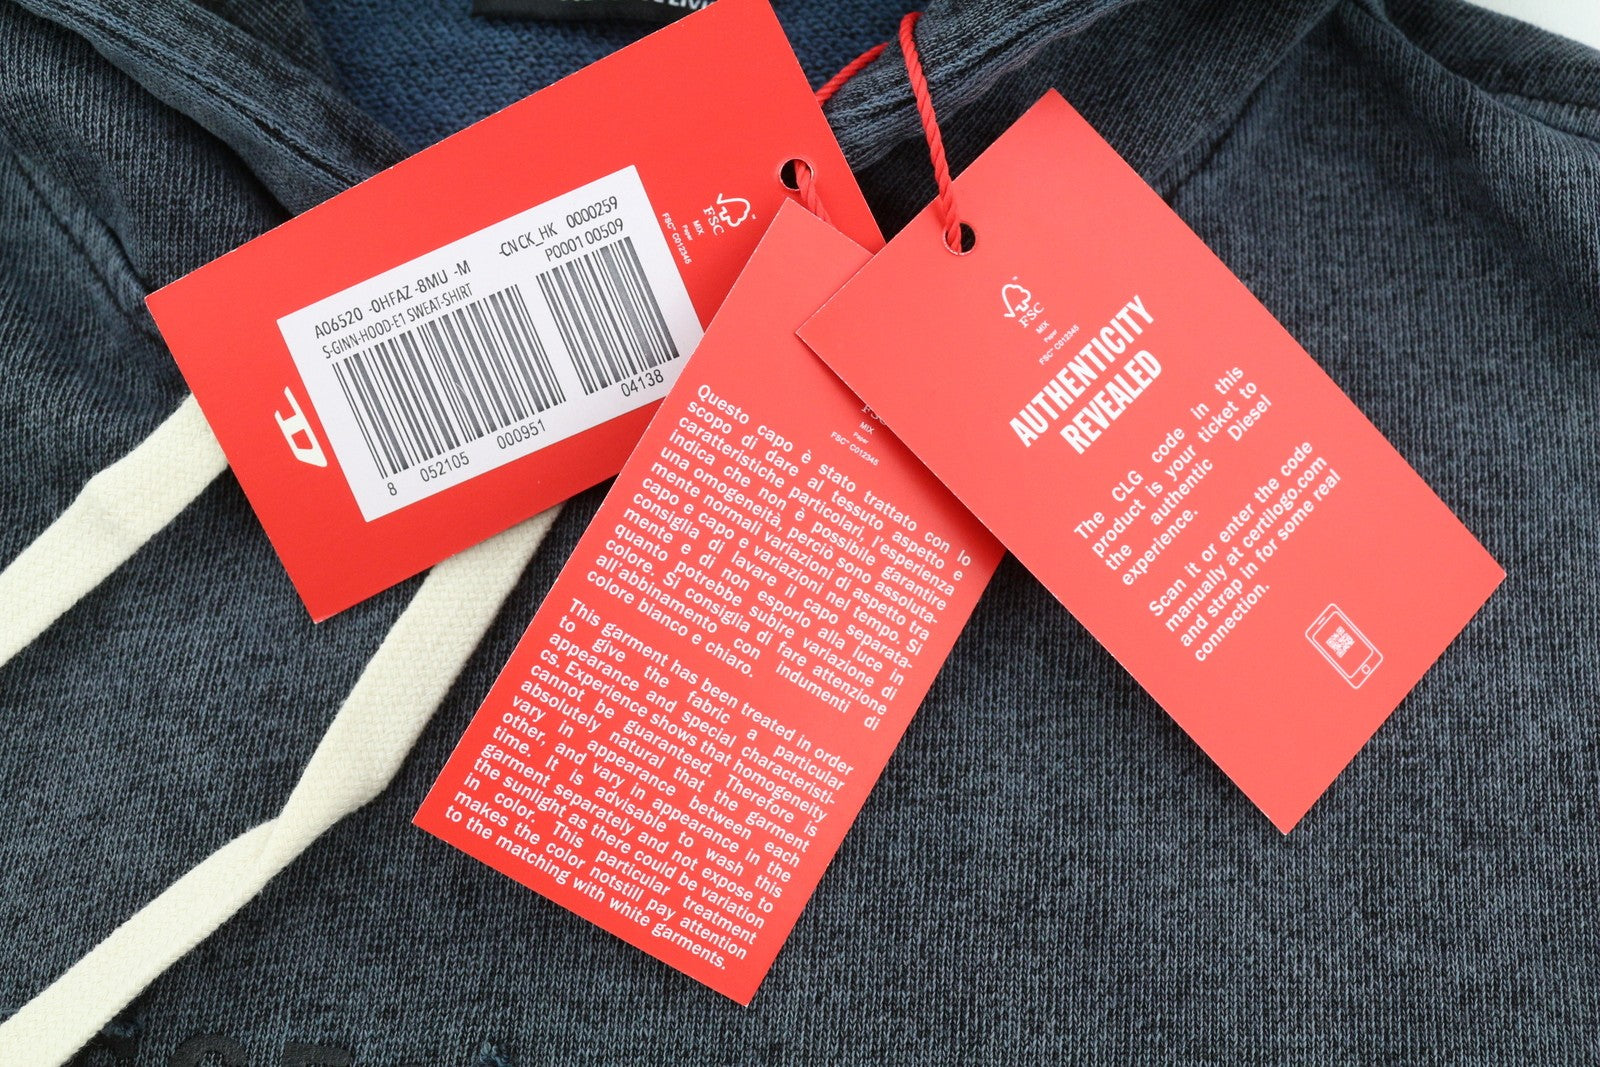 A06520 -0HFAZ -8MU -M -CNCK_HK 0000259
S-GINN-HOOD-E1 SWEAT-SHIRT P0001 00509
8 052105 000951 04138
FSC
MIX
Paper
FSC™ C012345
Questo capo è stato trattato con lo
scopo di dare al tessuto aspetto e
caratteristiche particolari, l'esperienza
indica che non è possibile garantire
una omogeneità, perciò sono assoluta-
mente normali variazioni di aspetto tra
capo e capo e variazioni nel tempo. Si
consiglia di lavare il capo separata-
mente e di non esporlo alla luce in
quanto potrebbe subire variazione di
colore. Si consiglia di fare attenzione
all'abbinamento con indumenti di
colore bianco e chiaro.
This garment has been treated in order
to give the fabric a particular
appearance and special characteristi-
cs. Experience shows that homogeneity
cannot be guaranteed. Therefore is
absolutely natural that the garment
vary in appearance between each
other, and vary in appearance in the
time. It is advisable to wash this
garment separately and not expose to
the sunlight as there could be variation
in color. This particular treatment
makes the color notstill pay attention
to the matching with white garments.
MIX
Paper
FSC™ C012345
FSC
MIX
Paper
FSC™ C012345
AUTHENTICITY
REVEALED
The CLG code in this
product is your ticket to
the authentic Diesel
experience.
Scan it or enter the code
manually at certilogo.com
and strap in for some real
connection.